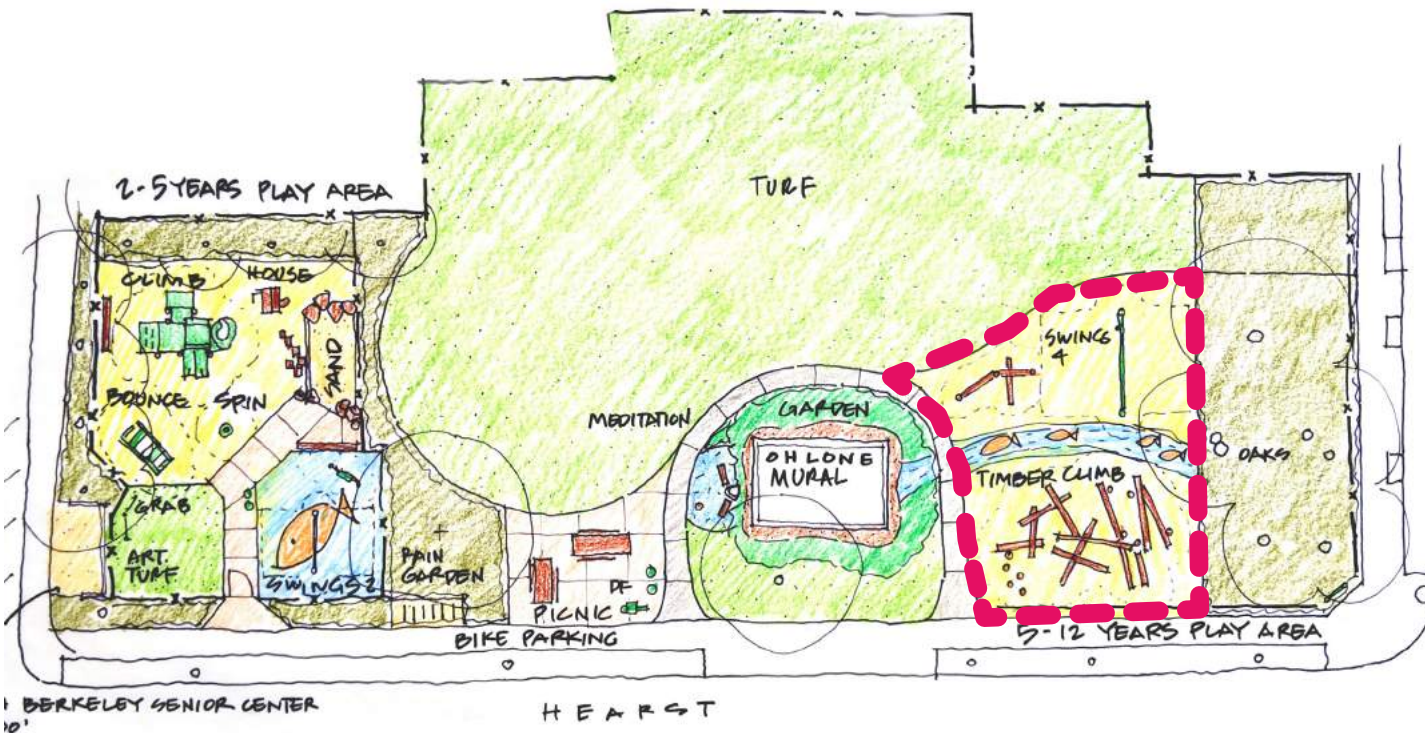 2-5 YEARS PLAY AREA
TURF
CLIMB
HOUSE
SAND
BOUNCE
SPIN
GRAB
ART.
TURF
SWINGS 2
RAIN
GARDEN
PICNIC
DF
BIKE PARKING
MEDITATION
GARDEN
OHLONE
MURAL
SWINGS
4
TIMBER CLIMB
OAKS
5-12 YEARS PLAY AREA
BERKELEY SENIOR CENTER
HEARST